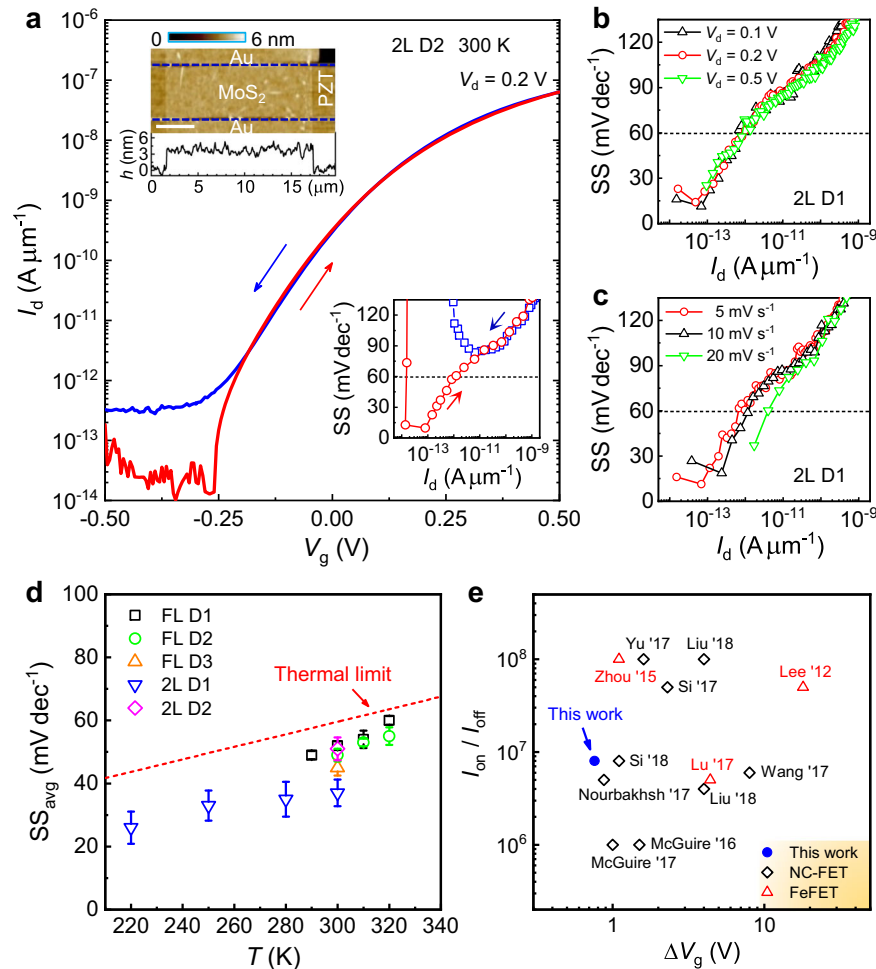 a
0
6 nm
2L D2 300 K
V_d = 0.2 V
Au
MoS₂
PZT
Au
h (nm)
6
3
0
0 5 10 15 (μm)
I_d (A μm⁻¹)
10⁻⁶
10⁻⁷
10⁻⁸
10⁻⁹
10⁻¹⁰
10⁻¹¹
10⁻¹²
10⁻¹³
10⁻¹⁴
-0.50 -0.25 0.00 0.25 0.50
V_g (V)
SS (mV dec⁻¹)
120
90
60
30
0
10⁻¹³ 10⁻¹¹ 10⁻⁹
I_d (A μm⁻¹)
b
V_d = 0.1 V
V_d = 0.2 V
V_d = 0.5 V
SS (mV dec⁻¹)
120
90
60
30
0
2L D1
10⁻¹³ 10⁻¹¹ 10⁻⁹
I_d (A μm⁻¹)
c
5 mV s⁻¹
10 mV s⁻¹
20 mV s⁻¹
SS (mV dec⁻¹)
120
90
60
30
0
2L D1
10⁻¹³ 10⁻¹¹ 10⁻⁹
I_d (A μm⁻¹)
d
FL D1
FL D2
FL D3
2L D1
2L D2
Thermal limit
SS_avg (mV dec⁻¹)
100
80
60
40
20
0
220 240 260 280 300 320 340
T (K)
e
I_on / I_off
10⁸
10⁷
10⁶
Yu '17
Liu '18
Zhou '15
Si '17
Lee '12
This work
Si '18
Lu '17
Wang '17
Nourbakhsh '17
Liu '18
McGuire '16
McGuire '17
This work
NC-FET
FeFET
1 10
ΔV_g (V)